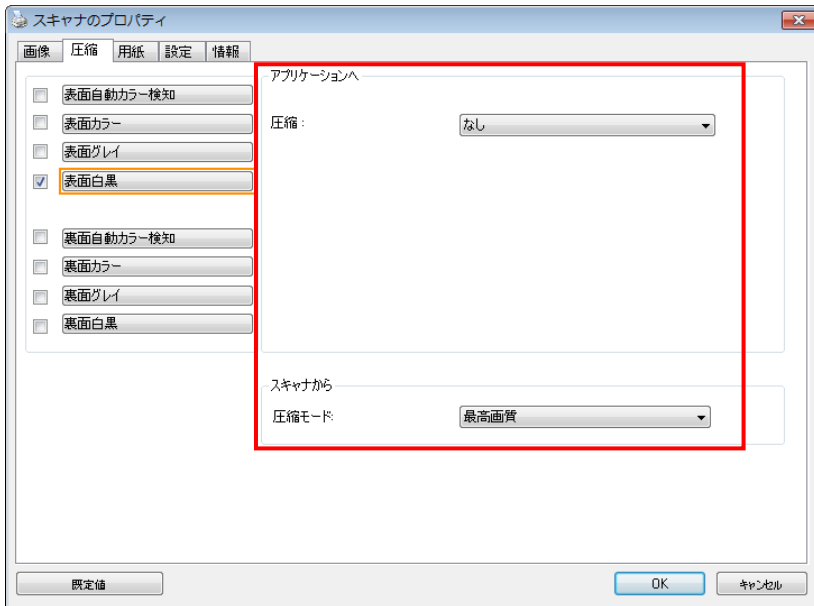 スキャナのプロパティ
画像 圧縮 用紙 設定 情報
アプリケーションへ
表面自動カラー検知
表面カラー
圧縮: なし
表面グレイ
表面白黒
裏面自動カラー検知
裏面カラー
裏面グレイ
裏面白黒
スキャナから
圧縮モード: 最高画質
既定値 OK キャンセル